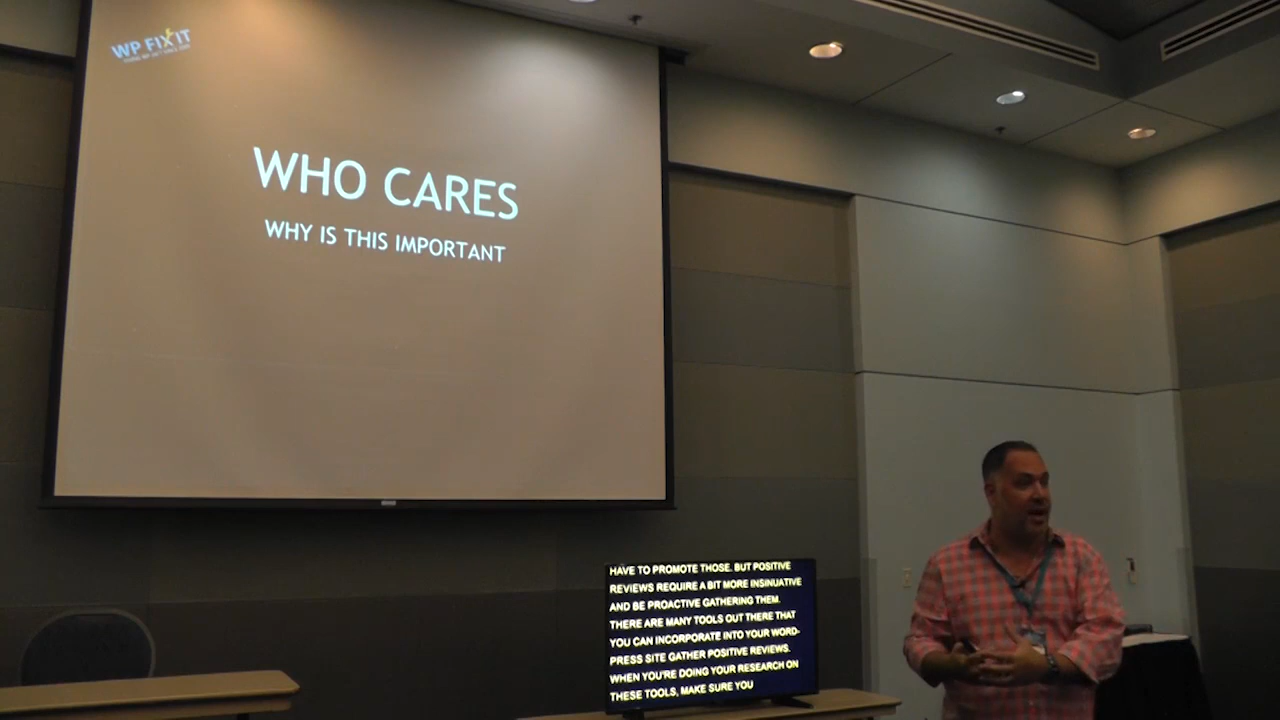 WP FIX IT
WHO CARES
WHY IS THIS IMPORTANT
HAVE TO PROMOTE THOSE. BUT POSITIVE
REVIEWS REQUIRE A BIT MORE INSINUATIVE
AND BE PROACTIVE GATHERING THEM.
THERE ARE MANY TOOLS OUT THERE THAT
YOU CAN INCORPORATE INTO YOUR WORD-
PRESS SITE GATHER POSITIVE REVIEWS.
WHEN YOU'RE DOING YOUR RESEARCH ON
THESE TOOLS, MAKE SURE YOU